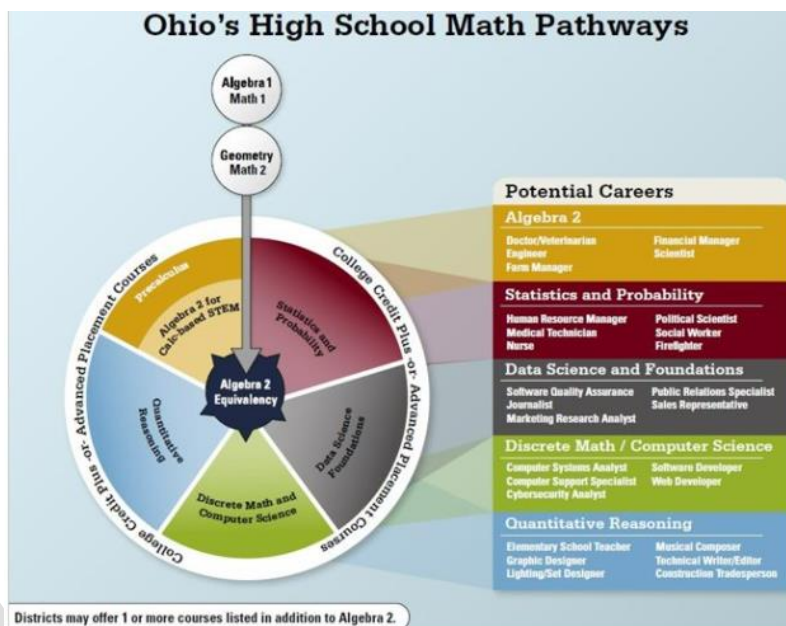 Ohio's High School Math Pathways
Algebra 1
Math 1
Geometry
Math 2
College Credit Plus -or- Advanced Placement Courses
College Credit Plus -or- Advanced Placement Courses
Precalculus
Algebra 2 for
Calc-based STEM
Statistics and
Probability
Algebra 2
Equivalency
Quantitative
Reasoning
Data Science
Foundations
Discrete Math and
Computer Science
Potential Careers
Algebra 2
Doctor/Veterinarian
Engineer
Farm Manager
Financial Manager
Scientist
Statistics and Probability
Human Resource Manager
Medical Technician
Nurse
Political Scientist
Social Worker
Firefighter
Data Science and Foundations
Software Quality Assurance
Journalist
Marketing Research Analyst
Public Relations Specialist
Sales Representative
Discrete Math / Computer Science
Computer Systems Analyst
Computer Support Specialist
Cybersecurity Analyst
Software Developer
Web Developer
Quantitative Reasoning
Elementary School Teacher
Graphic Designer
Lighting/Set Designer
Musical Composer
Technical Writer/Editor
Construction Tradesperson
Districts may offer 1 or more courses listed in addition to Algebra 2.